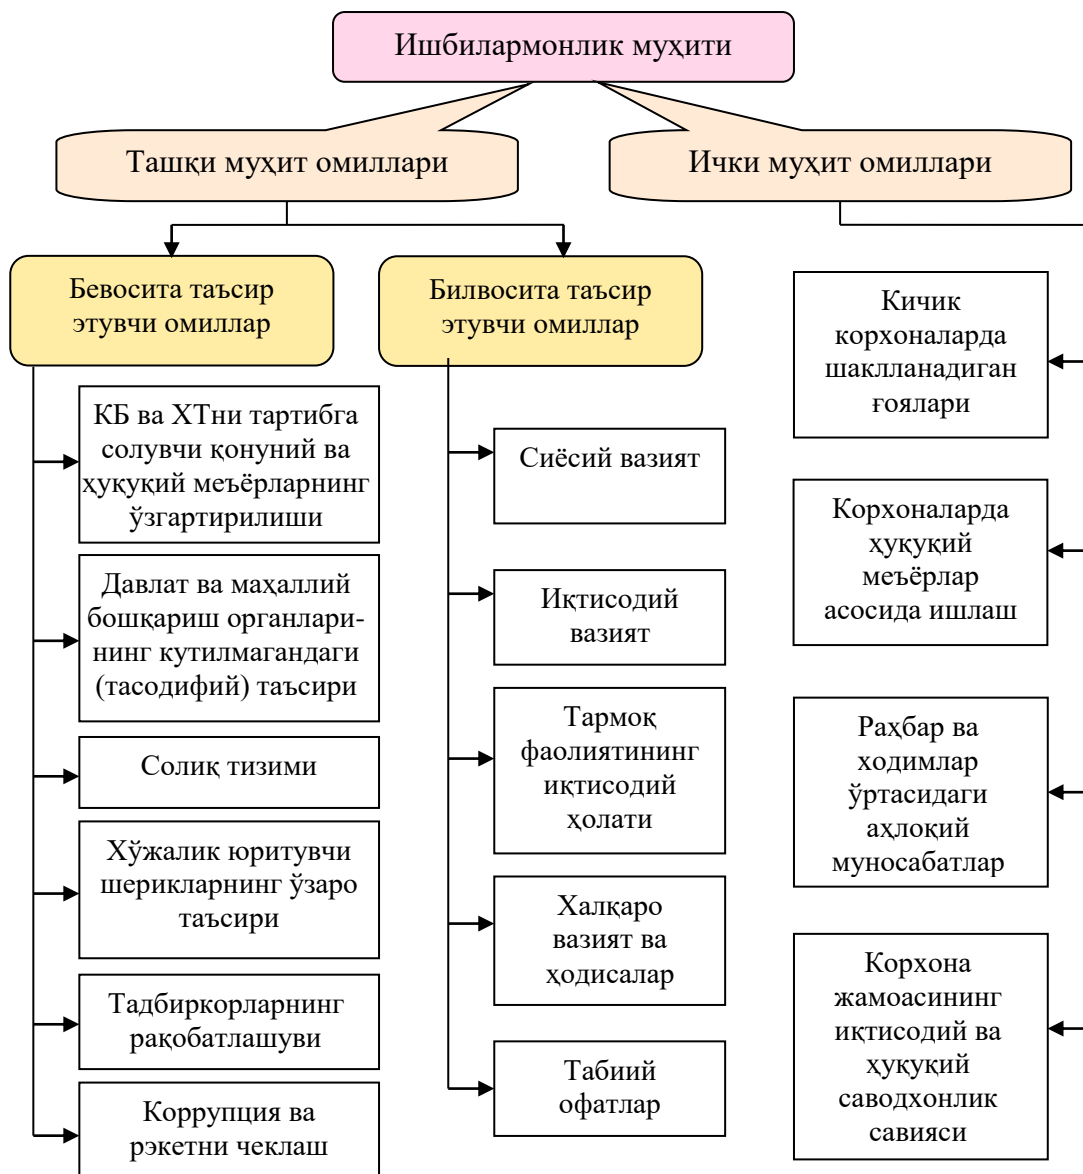 Ишбилармонлик муҳити
Ташқи муҳит омиллари
Ички муҳит омиллари
Бевосита таъсир
этувчи омиллар
КБ ва ХТни тартибга
солувчи қонуний ва
ҳуқуқий меъёрларнинг
ўзгартирилиши
Давлат ва маҳаллий
бошқариш органлари-
нинг кутилмагандаги
(тасодифий) таъсири
Солиқ тизими
Хўжалик юритувчи
шерикларнинг ўзаро
таъсири
Тадбиркорларнинг
рақобатлашуви
Коррупция ва
рэкетни чеклаш
Билвосита таъсир
этувчи омиллар
Сиёсий вазият
Иқтисодий
вазият
Тармоқ
фаолиятининг
иқтисодий
ҳолати
Халқаро
вазият ва
ҳодисалар
Табиий
офатлар
Кичик
корхоналарда
шаклланадиган
ғоялари
Корхоналарда
ҳуқуқий
меъёрлар
асосида ишлаш
Раҳбар ва
ходимлар
ўртасидаги
аҳлоқий
муносабатлар
Корхона
жамоасининг
иқтисодий ва
ҳуқуқий
саводхонлик
савияси